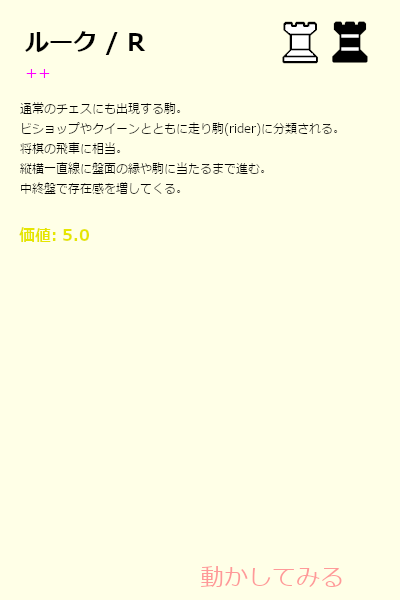 ルーク / R
++
通常のチェスにも出現する駒。
ビショップやクイーンとともに走り駒(rider)に分類される。
将棋の飛車に相当。
縦横一直線に盤面の縁や駒に当たるまで進む。
中終盤で存在感を増してくる。
価値: 5.0
動かしてみる